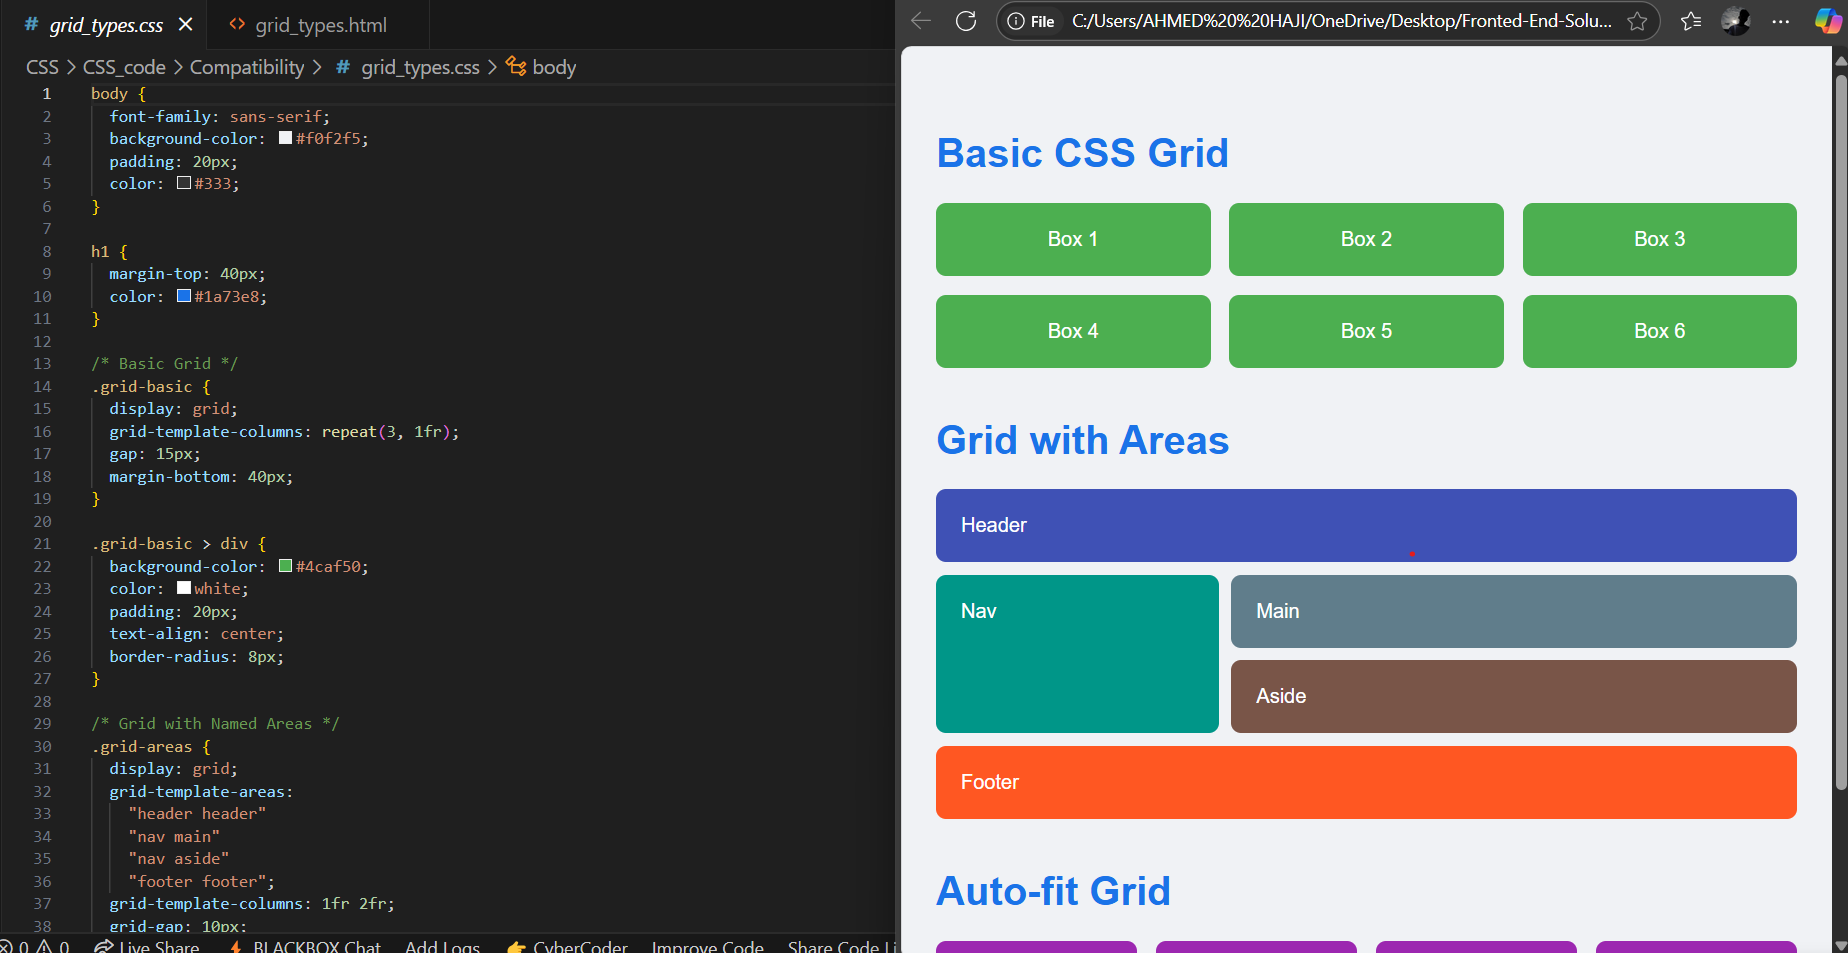 # grid_types.css ×
<> grid_types.html
CSS > CSS_code > Compatibility > # grid_types.css > body
1 body {
2 font-family: sans-serif;
3 background-color: #f0f2f5;
4 padding: 20px;
5 color: #333;
6 }
7
8 h1 {
9 margin-top: 40px;
10 color: #1a73e8;
11 }
12
13 /* Basic Grid */
14 .grid-basic {
15 display: grid;
16 grid-template-columns: repeat(3, 1fr);
17 gap: 15px;
18 margin-bottom: 40px;
19 }
20
21 .grid-basic > div {
22 background-color: #4caf50;
23 color: white;
24 padding: 20px;
25 text-align: center;
26 border-radius: 8px;
27 }
28
29 /* Grid with Named Areas */
30 .grid-areas {
31 display: grid;
32 grid-template-areas:
33 "header header"
34 "nav main"
35 "nav aside"
36 "footer footer";
37 grid-template-columns: 1fr 2fr;
38 grid-gap: 10px;
0 0 Live Share BLACKBOX Chat Add Logs CyberCoder Improve Code Share Code Li
File C:/Users/AHMED%20%20HAJI/OneDrive/Desktop/Fronted-End-Solu...
Basic CSS Grid
Box 1 Box 2 Box 3
Box 4 Box 5 Box 6
Grid with Areas
Header
Nav Main
Aside
Footer
Auto-fit Grid